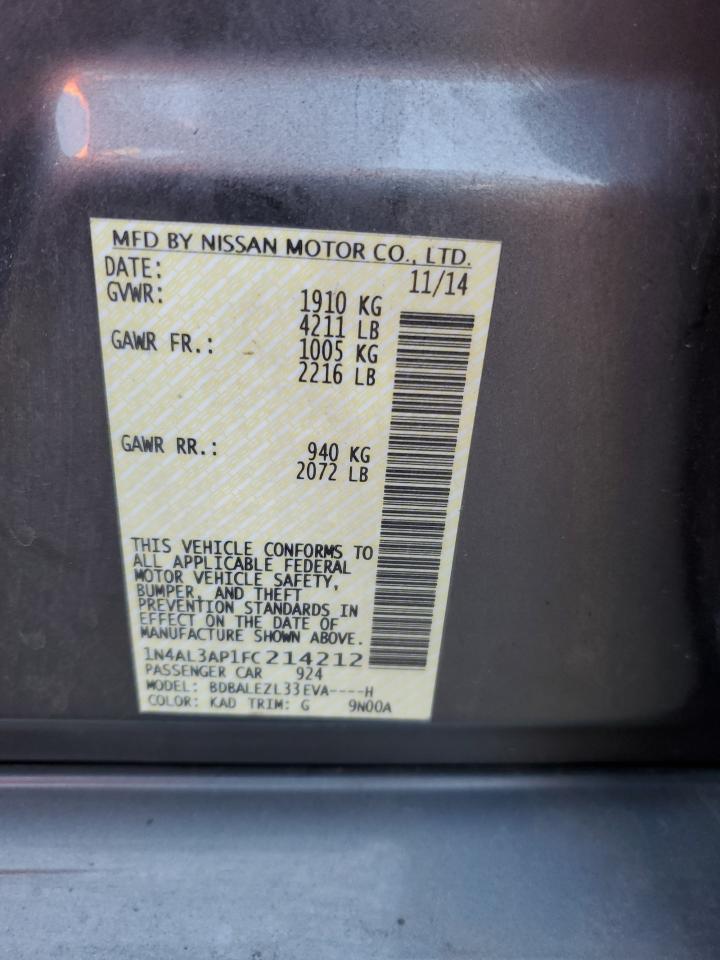 MFD BY NISSAN MOTOR CO., LTD.
DATE: 11/14
GVWR: 1910 KG
4211 LB
GAWR FR.: 1005 KG
2216 LB
GAWR RR.: 940 KG
2072 LB
THIS VEHICLE CONFORMS TO
ALL APPLICABLE FEDERAL
MOTOR VEHICLE SAFETY,
BUMPER, AND THEFT
PREVENTION STANDARDS IN
EFFECT ON THE DATE OF
MANUFACTURE SHOWN ABOVE.
1N4AL3AP1FC214212
PASSENGER CAR 924
MODEL: BDBALEZL33EVA----H
COLOR: KAD TRIM: G 9N00A